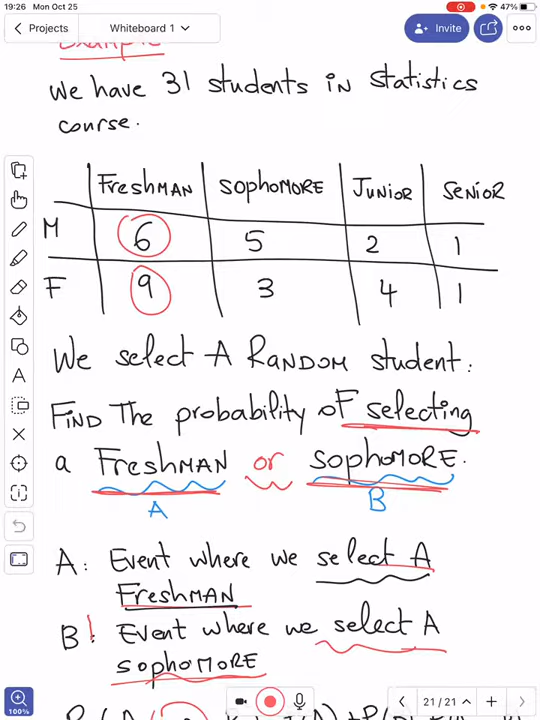 19:26 Mon Oct 25 47%
Projects Whiteboard 1 Invite
Example
We have 31 students in statistics
course.
Freshman Sophomore Junior Senior
M 6 5 2 1
F 9 3 4 1
We select A Random student.
Find The probability of selecting
a Freshman or sophomore.
A B
A: Event where we select A
Freshman
B: Event where we select A
sophomore
100% 21/21